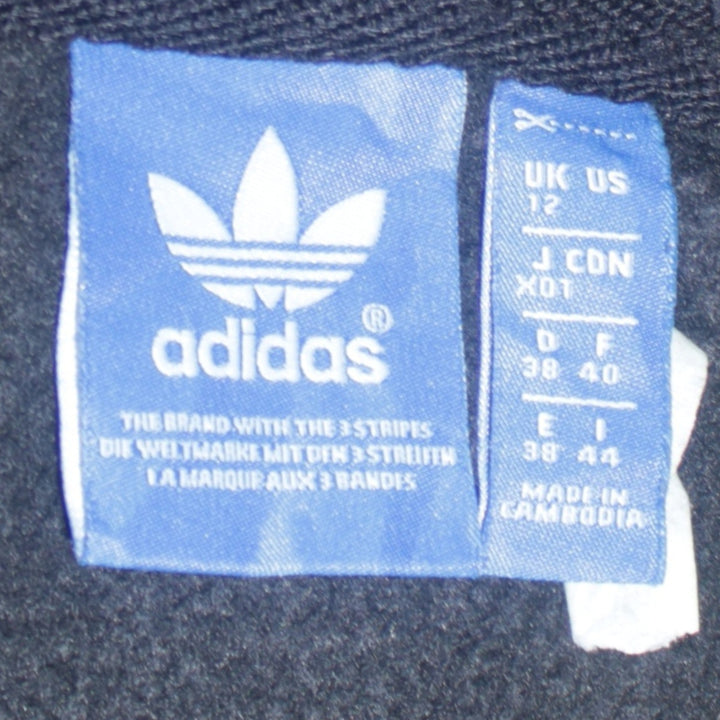 adidas®
THE BRAND WITH THE 3 STRIPES
DIE WELTMARKE MIT DEN 3 STREIFEN
LA MARQUE AUX 3 BANDES
UK US
12
J CDN
XOT
D F
38 40
E I
38 44
MADE IN
CAMBODIA